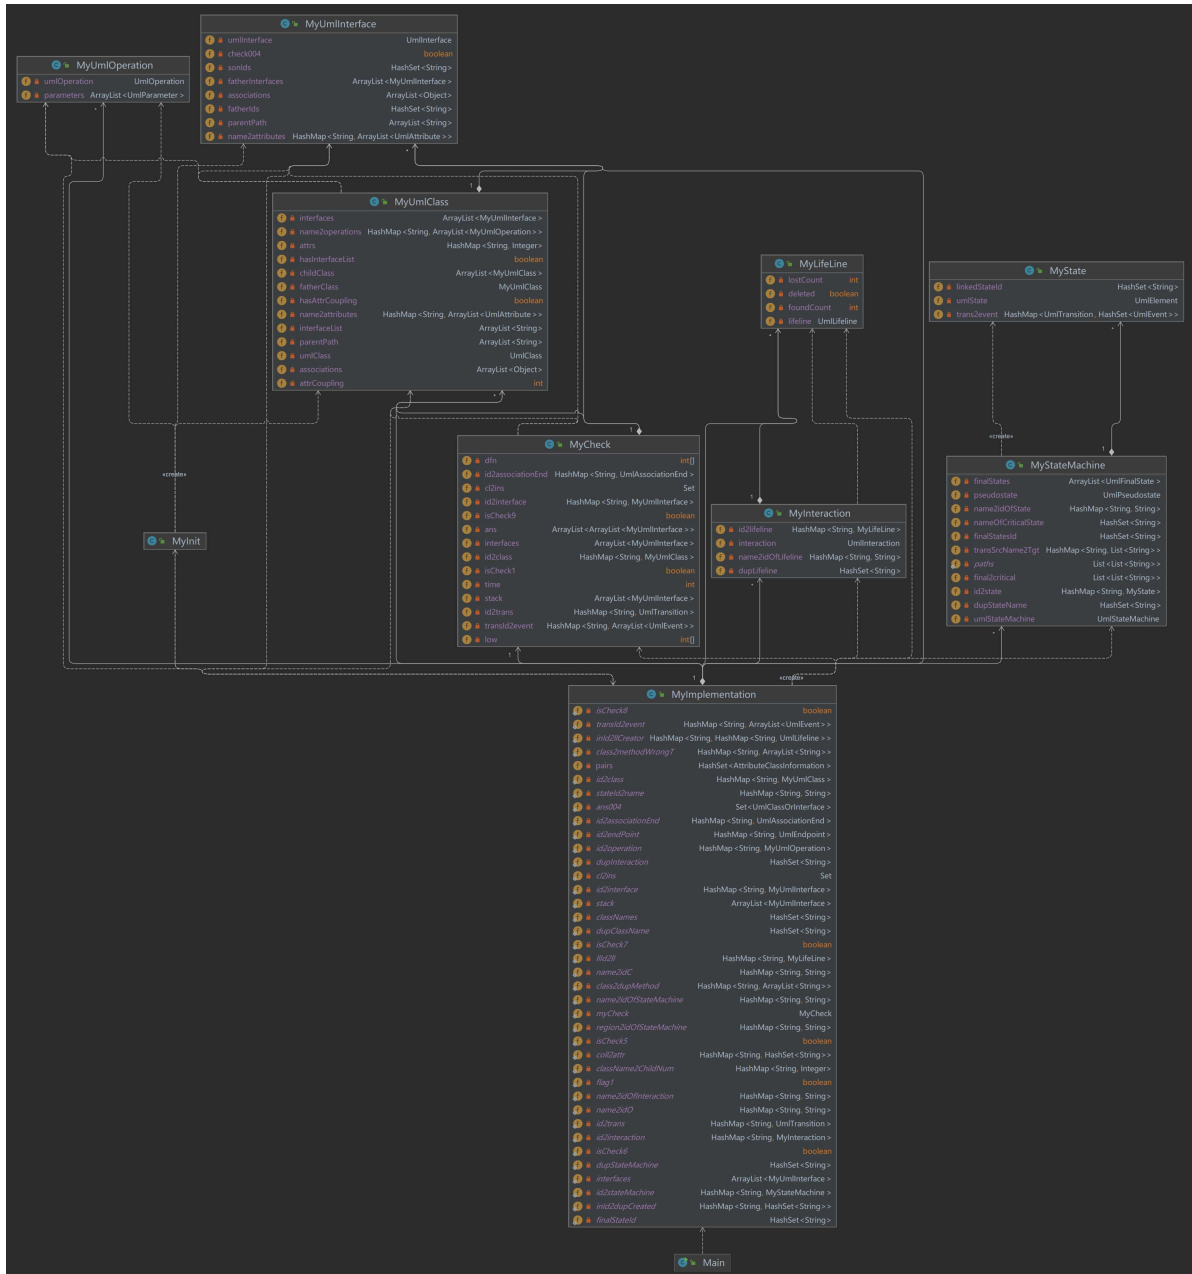 MyUmlInterface
umlInterface UmlInterface
check004 boolean
sonIds HashSet<String>
fatherInterfaces ArrayList<MyUmlInterface>
associations ArrayList<Object>
fatherIds HashSet<String>
parentPath ArrayList<String>
name2attributes HashMap<String, ArrayList<UmlAttribute>>
MyUmlOperation
umlOperation UmlOperation
parameters ArrayList<UmlParameter>
1
MyUmlClass
interfaces ArrayList<MyUmlInterface>
name2operations HashMap<String, ArrayList<MyUmlOperation>>
attrs HashMap<String, Integer>
hasInterfaceList boolean
childClass ArrayList<MyUmlClass>
fatherClass MyUmlClass
hasAttrCoupling boolean
name2attributes HashMap<String, ArrayList<UmlAttribute>>
interfaceList ArrayList<String>
parentPath ArrayList<String>
umlClass UmlClass
associations ArrayList<Object>
attrCoupling int
MyLifeLine
lostCount int
deleted boolean
foundCount int
lifeline UmlLifeline
MyState
linkedStateId HashSet<String>
umlState UmlElement
trans2event HashMap<UmlTransition, HashSet<UmlEvent>>
1
MyCheck
dfn int[]
id2associationEnd HashMap<String, UmlAssociationEnd>
cl2ins Set
id2interface HashMap<String, MyUmlInterface>
isCheck9 boolean
ans ArrayList<ArrayList<MyUmlInterface>>
interfaces ArrayList<MyUmlInterface>
id2class HashMap<String, MyUmlClass>
isCheck1 boolean
time int
stack ArrayList<MyUmlInterface>
id2trans HashMap<String, UmlTransition>
transId2event HashMap<String, ArrayList<UmlEvent>>
low int[]
«create»
1
MyStateMachine
finalStates ArrayList<UmlFinalState>
pseudostate UmlPseudostate
name2idOfState HashMap<String, String>
nameOfCriticalState HashSet<String>
finalStatesId HashSet<String>
transSrcName2Tgt HashMap<String, List<String>>
paths List<List<String>>
final2critical List<List<String>>
id2state HashMap<String, MyState>
dupStateName HashSet<String>
umlStateMachine UmlStateMachine
«create»
MyInit
1
MyInteraction
id2lifeline HashMap<String, MyLifeLine>
interaction UmlInteraction
name2idOfLifeline HashMap<String, String>
dupLifeline HashSet<String>
1
1
«create»
MyImplementation
isCheck8 boolean
transId2event HashMap<String, ArrayList<UmlEvent>>
inId2llCreator HashMap<String, HashMap<String, UmlLifeline>>
class2methodWrongT HashMap<String, ArrayList<String>>
pairs HashSet<AttributeClassInformation>
id2class HashMap<String, MyUmlClass>
stateId2name HashMap<String, String>
ans004 Set<UmlClassOrInterface>
id2associationEnd HashMap<String, UmlAssociationEnd>
id2endPoint HashMap<String, UmlEndpoint>
id2operation HashMap<String, MyUmlOperation>
dupInteraction HashSet<String>
cl2ins Set
id2interface HashMap<String, MyUmlInterface>
stack ArrayList<MyUmlInterface>
classNames HashSet<String>
dupClassName HashSet<String>
isCheck7 boolean
llId2ll HashMap<String, MyLifeLine>
name2idC HashMap<String, String>
class2dupMethod HashMap<String, ArrayList<String>>
name2idOfStateMachine HashMap<String, String>
myCheck MyCheck
region2idOfStateMachine HashMap<String, String>
isCheck5 boolean
coll2attr HashMap<String, HashSet<String>>
className2ChildNum HashMap<String, Integer>
flag1 boolean
name2idOfInteraction HashMap<String, String>
name2idO HashMap<String, String>
id2trans HashMap<String, UmlTransition>
id2interaction HashMap<String, MyInteraction>
isCheck6 boolean
dupStateMachine HashSet<String>
interfaces ArrayList<MyUmlInterface>
id2stateMachine HashMap<String, MyStateMachine>
inId2dupCreated HashMap<String, HashSet<String>>
finalStateId HashSet<String>
Main